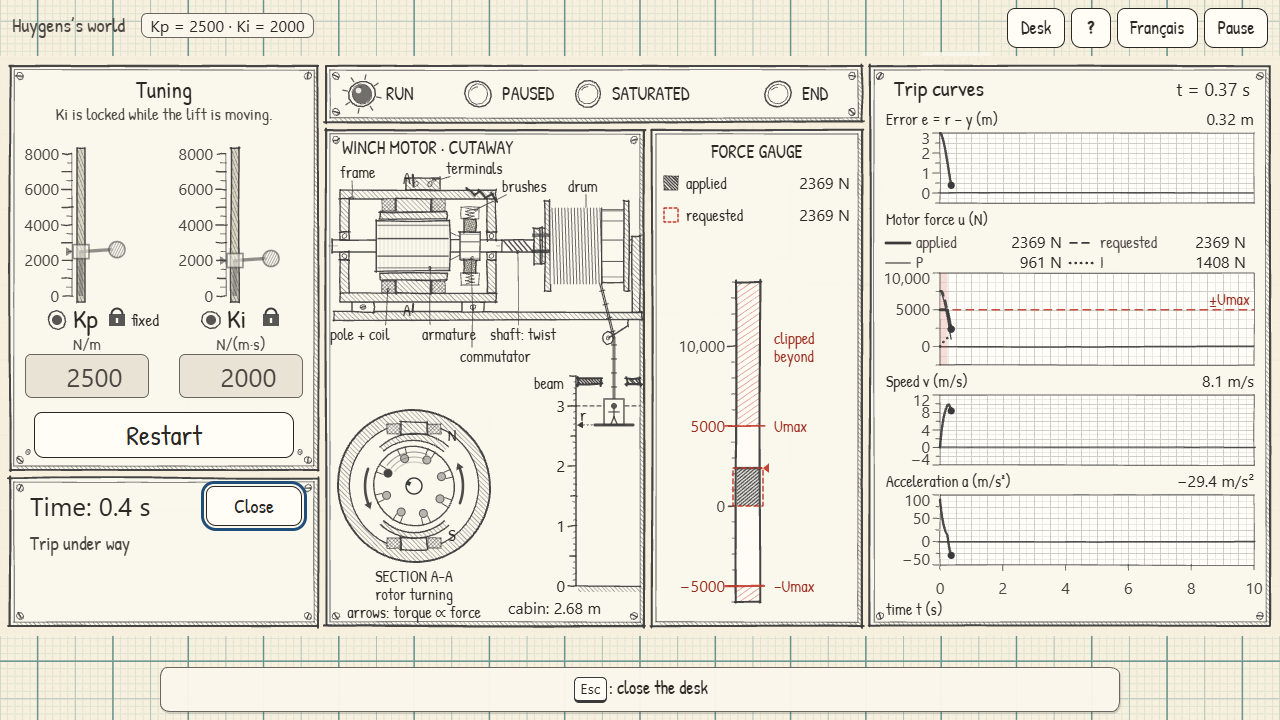 Huygens's world
Kp = 2500 · Ki = 2000
Desk
?
Français
Pause
Tuning
Ki is locked while the lift is moving.
8000
6000
4000
2000
0
8000
6000
4000
2000
0
Kp
fixed
N/m
2500
Ki
N/(m·s)
2000
Restart
Time: 0.4 s
Close
Trip under way
RUN
PAUSED
SATURATED
END
WINCH MOTOR · CUTAWAY
frame
A
terminals
brushes
drum
A'
pole + coil
armature
shaft: twist
commutator
beam
3
r
2
1
0
N
S
SECTION A-A
rotor turning
arrows: torque ∝ force
cabin: 2.68 m
FORCE GAUGE
applied 2369 N
requested 2369 N
10,000
clipped
beyond
5000
Umax
0
−5000
−Umax
Trip curves
t = 0.37 s
Error e = r − y (m)
0.32 m
3
2
1
0
Motor force u (N)
applied 2369 N
requested 2369 N
P 961 N
I 1408 N
10,000
5000
0
±Umax
Speed v (m/s)
8.1 m/s
12
8
4
0
−4
Acceleration a (m/s²)
−29.4 m/s²
100
50
0
−50
0 2 4 6 8 10
time t (s)
Esc : close the desk